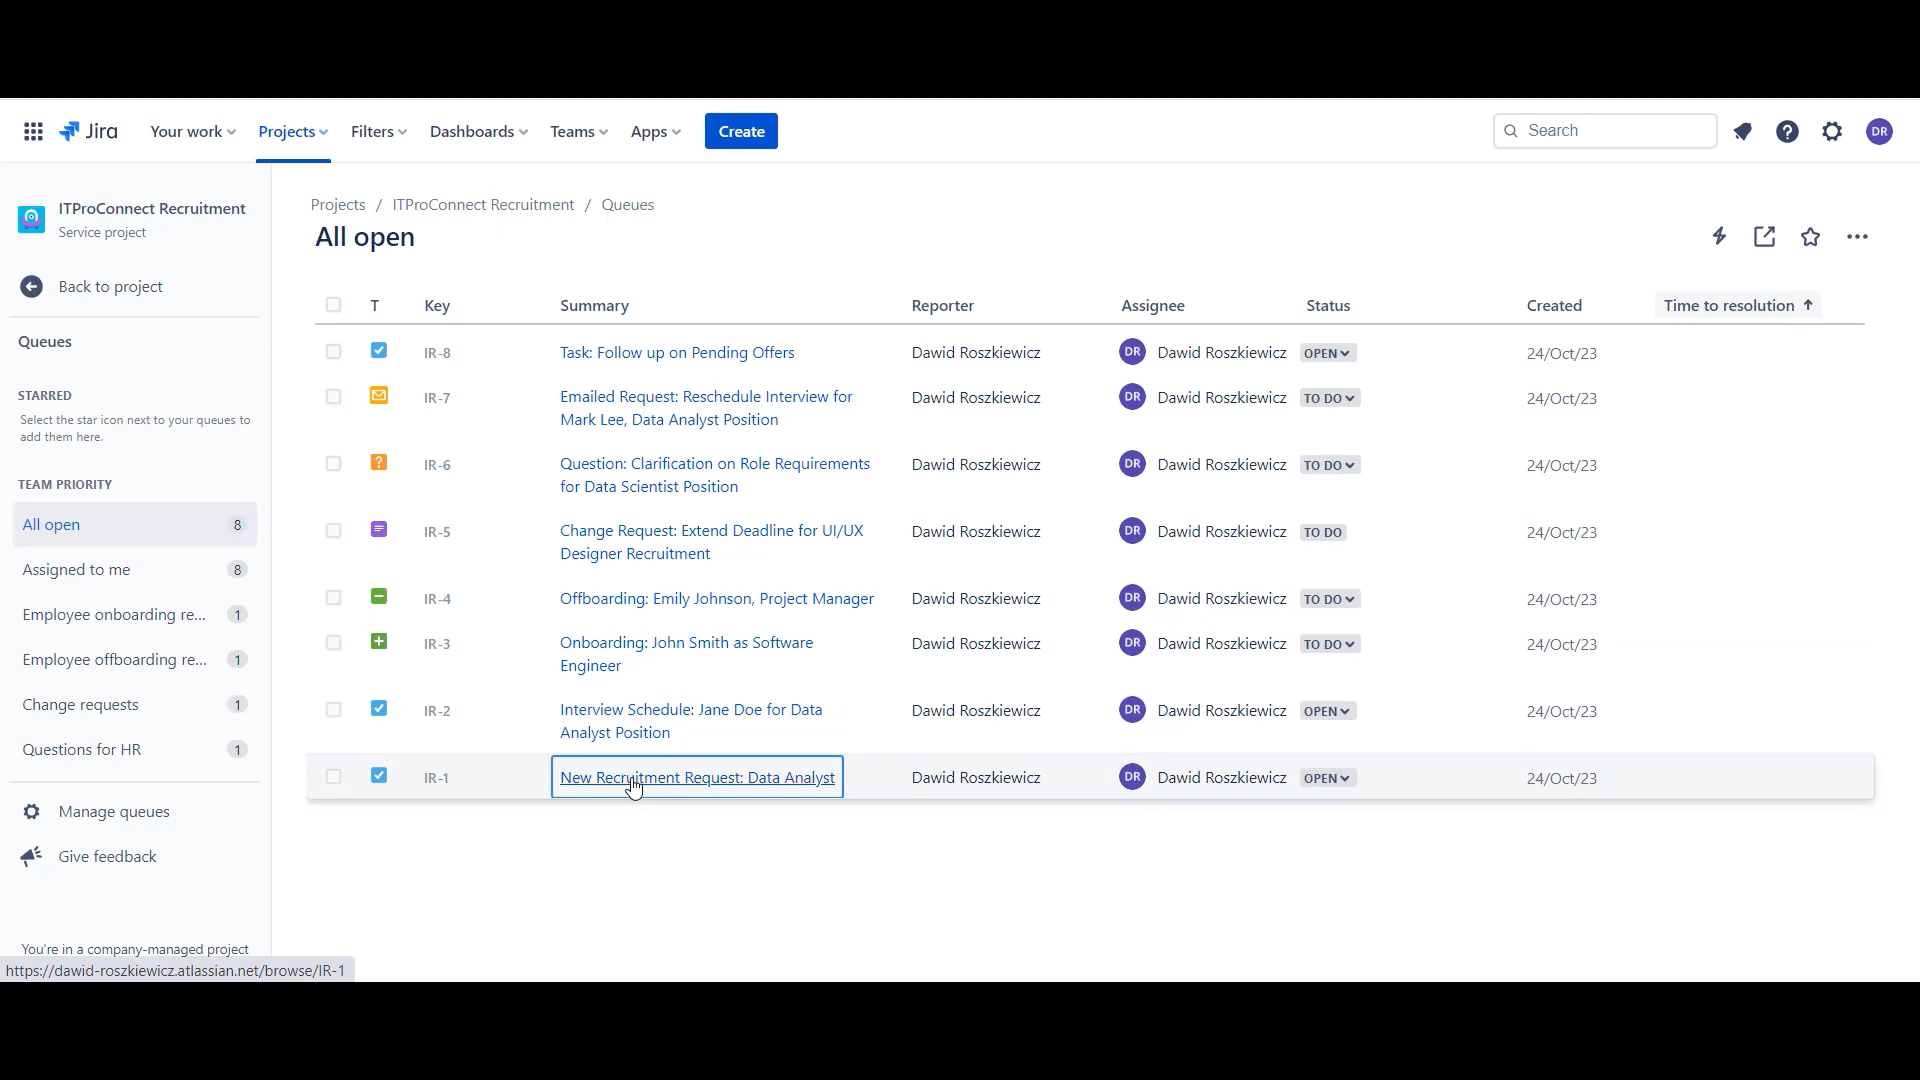 Jira
Your work
Projects
Filters
Dashboards
Teams
Apps
Create
Search
DR
ITProConnect Recruitment
Service project
Back to project
Queues
STARRED
Select the star icon next to your queues to
add them here.
TEAM PRIORITY
All open 8
Assigned to me 8
Employee onboarding re... 1
Employee offboarding re... 1
Change requests 1
Questions for HR 1
Manage queues
Give feedback
You're in a company-managed project
https://dawid-roszkiewicz.atlassian.net/browse/IR-1
Projects / ITProConnect Recruitment / Queues
All open
T Key Summary Reporter Assignee Status Created Time to resolution ↑
IR-8 Task: Follow up on Pending Offers Dawid Roszkiewicz DR Dawid Roszkiewicz OPEN 24/Oct/23
IR-7 Emailed Request: Reschedule Interview for Dawid Roszkiewicz DR Dawid Roszkiewicz TO DO 24/Oct/23
Mark Lee, Data Analyst Position
? IR-6 Question: Clarification on Role Requirements Dawid Roszkiewicz DR Dawid Roszkiewicz TO DO 24/Oct/23
for Data Scientist Position
IR-5 Change Request: Extend Deadline for UI/UX Dawid Roszkiewicz DR Dawid Roszkiewicz TO DO 24/Oct/23
Designer Recruitment
IR-4 Offboarding: Emily Johnson, Project Manager Dawid Roszkiewicz DR Dawid Roszkiewicz TO DO 24/Oct/23
IR-3 Onboarding: John Smith as Software Dawid Roszkiewicz DR Dawid Roszkiewicz TO DO 24/Oct/23
Engineer
IR-2 Interview Schedule: Jane Doe for Data Dawid Roszkiewicz DR Dawid Roszkiewicz OPEN 24/Oct/23
Analyst Position
IR-1 New Recruitment Request: Data Analyst Dawid Roszkiewicz DR Dawid Roszkiewicz OPEN 24/Oct/23